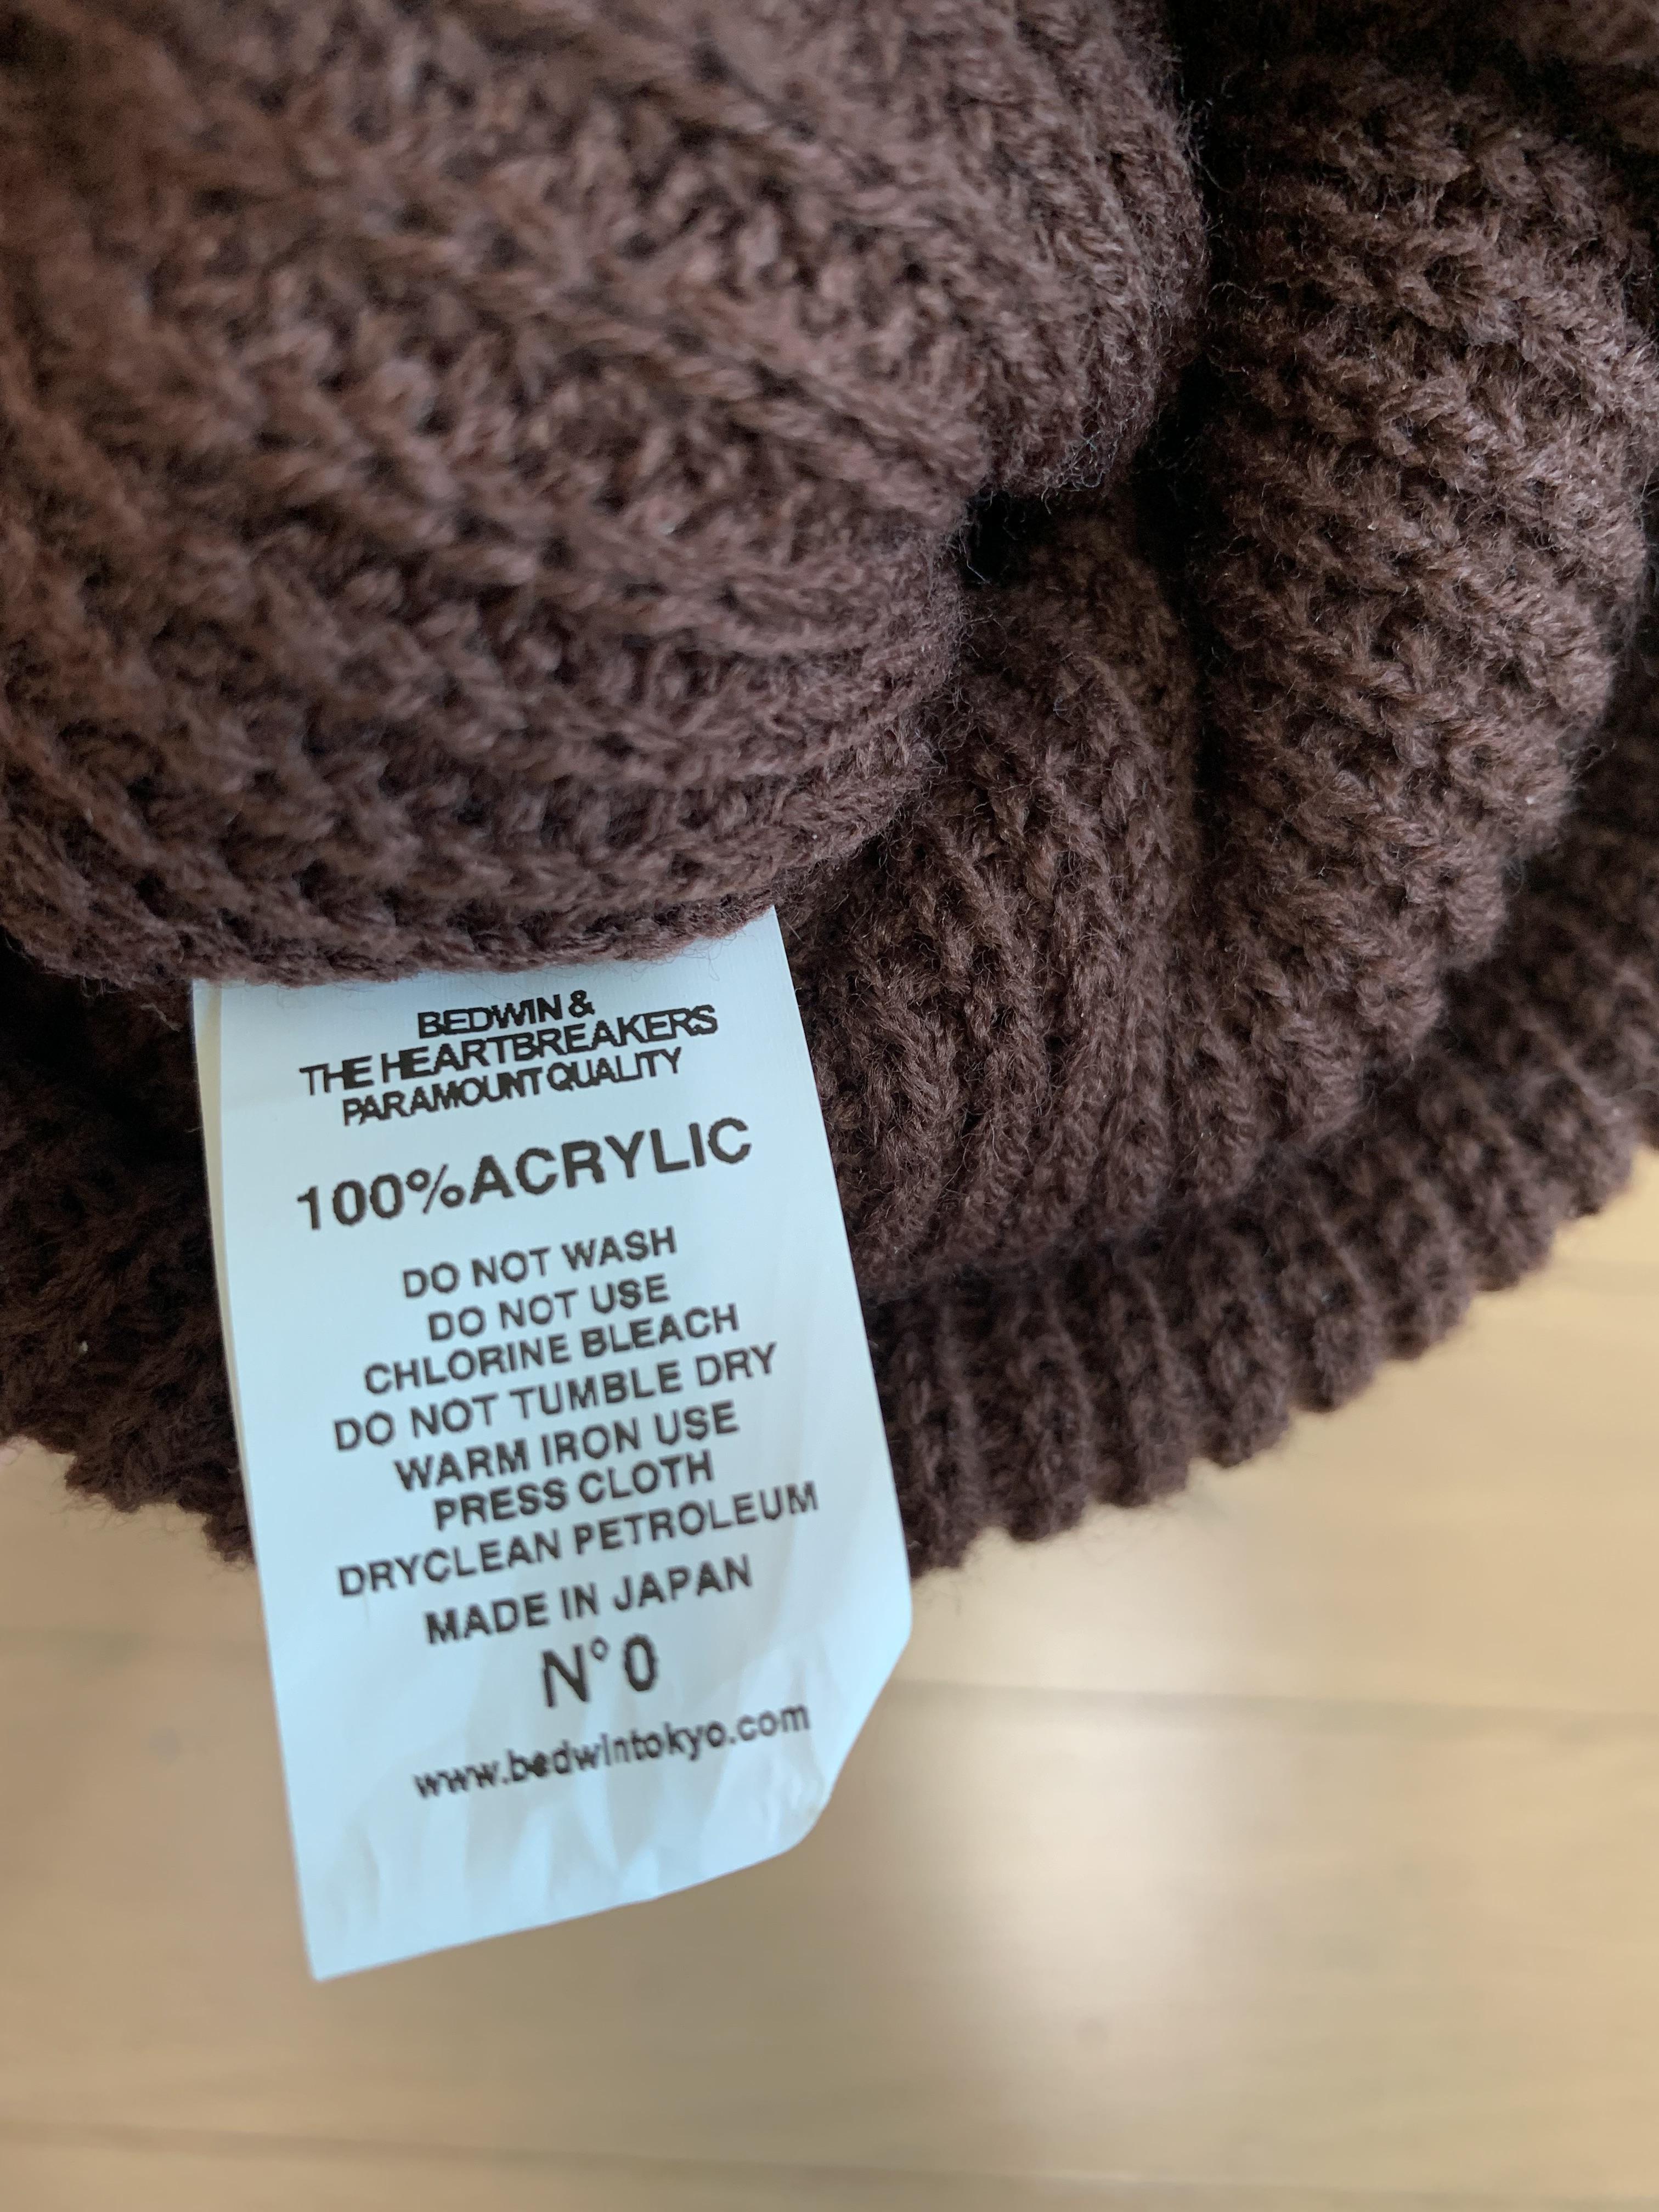 BEDWIN &
THE HEARTBREAKERS
PARAMOUNT QUALITY
100%ACRYLIC
DO NOT WASH
DO NOT USE
CHLORINE BLEACH
DO NOT TUMBLE DRY
WARM IRON USE
PRESS CLOTH
DRYCLEAN PETROLEUM
MADE IN JAPAN
N° 0
www.bedwintokyo.com